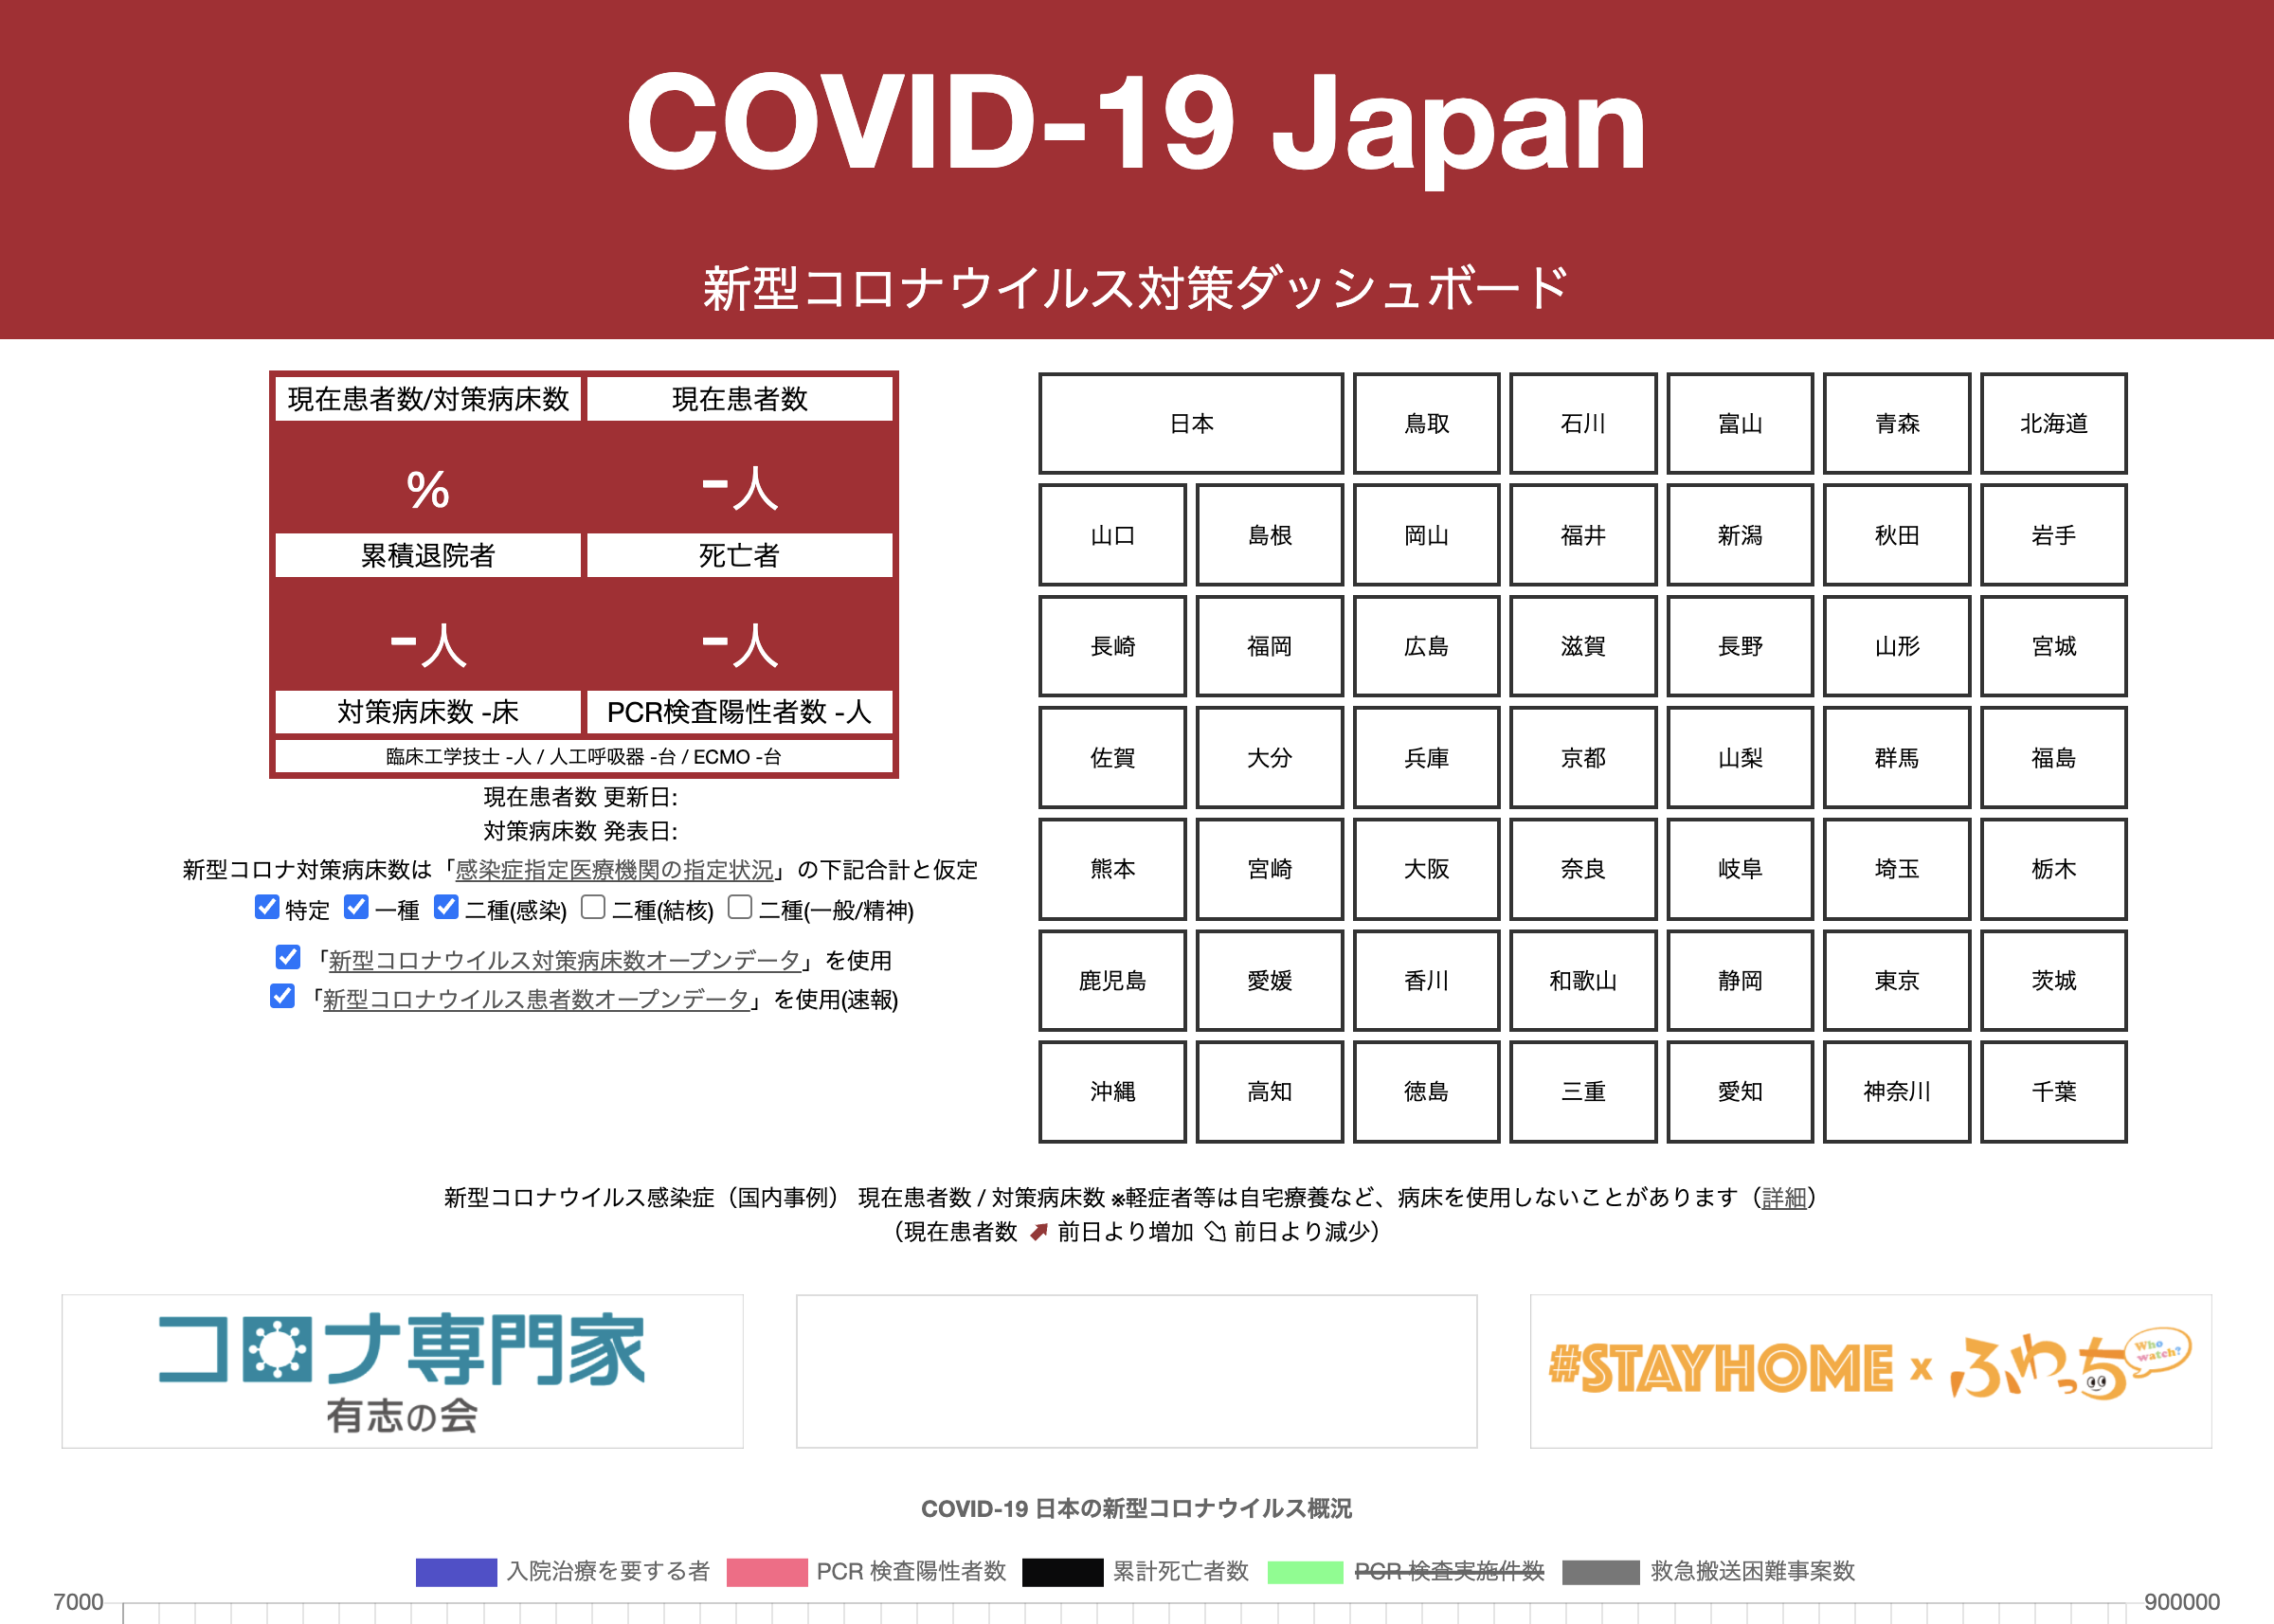 COVID-19 Japan
新型コロナウイルス対策ダッシュボード
現在患者数/対策病床数 現在患者数
% -人
累積退院者 死亡者
-人 -人
対策病床数 -床 PCR検査陽性者数 -人
臨床工学技士 -人 / 人工呼吸器 -台 / ECMO -台
現在患者数 更新日:
対策病床数 発表日:
新型コロナ対策病床数は「感染症指定医療機関の指定状況」の下記合計と仮定
特定 一種 二種(感染) 二種(結核) 二種(一般/精神)
「新型コロナウイルス対策病床数オープンデータ」を使用
「新型コロナウイルス患者数オープンデータ」を使用(速報)
日本 鳥取 石川 富山 青森 北海道
山口 島根 岡山 福井 新潟 秋田 岩手
長崎 福岡 広島 滋賀 長野 山形 宮城
佐賀 大分 兵庫 京都 山梨 群馬 福島
熊本 宮崎 大阪 奈良 岐阜 埼玉 栃木
鹿児島 愛媛 香川 和歌山 静岡 東京 茨城
沖縄 高知 徳島 三重 愛知 神奈川 千葉
新型コロナウイルス感染症（国内事例） 現在患者数 / 対策病床数 ※軽症者等は自宅療養など、病床を使用しないことがあります（詳細）
（現在患者数 前日より増加 前日より減少）
コロナ専門家
有志の会
#STAYHOME x ふわっち
Who watch?
COVID-19 日本の新型コロナウイルス概況
入院治療を要する者 PCR 検査陽性者数 累計死亡者数 PCR 検査実施件数 救急搬送困難事案数
7000 900000